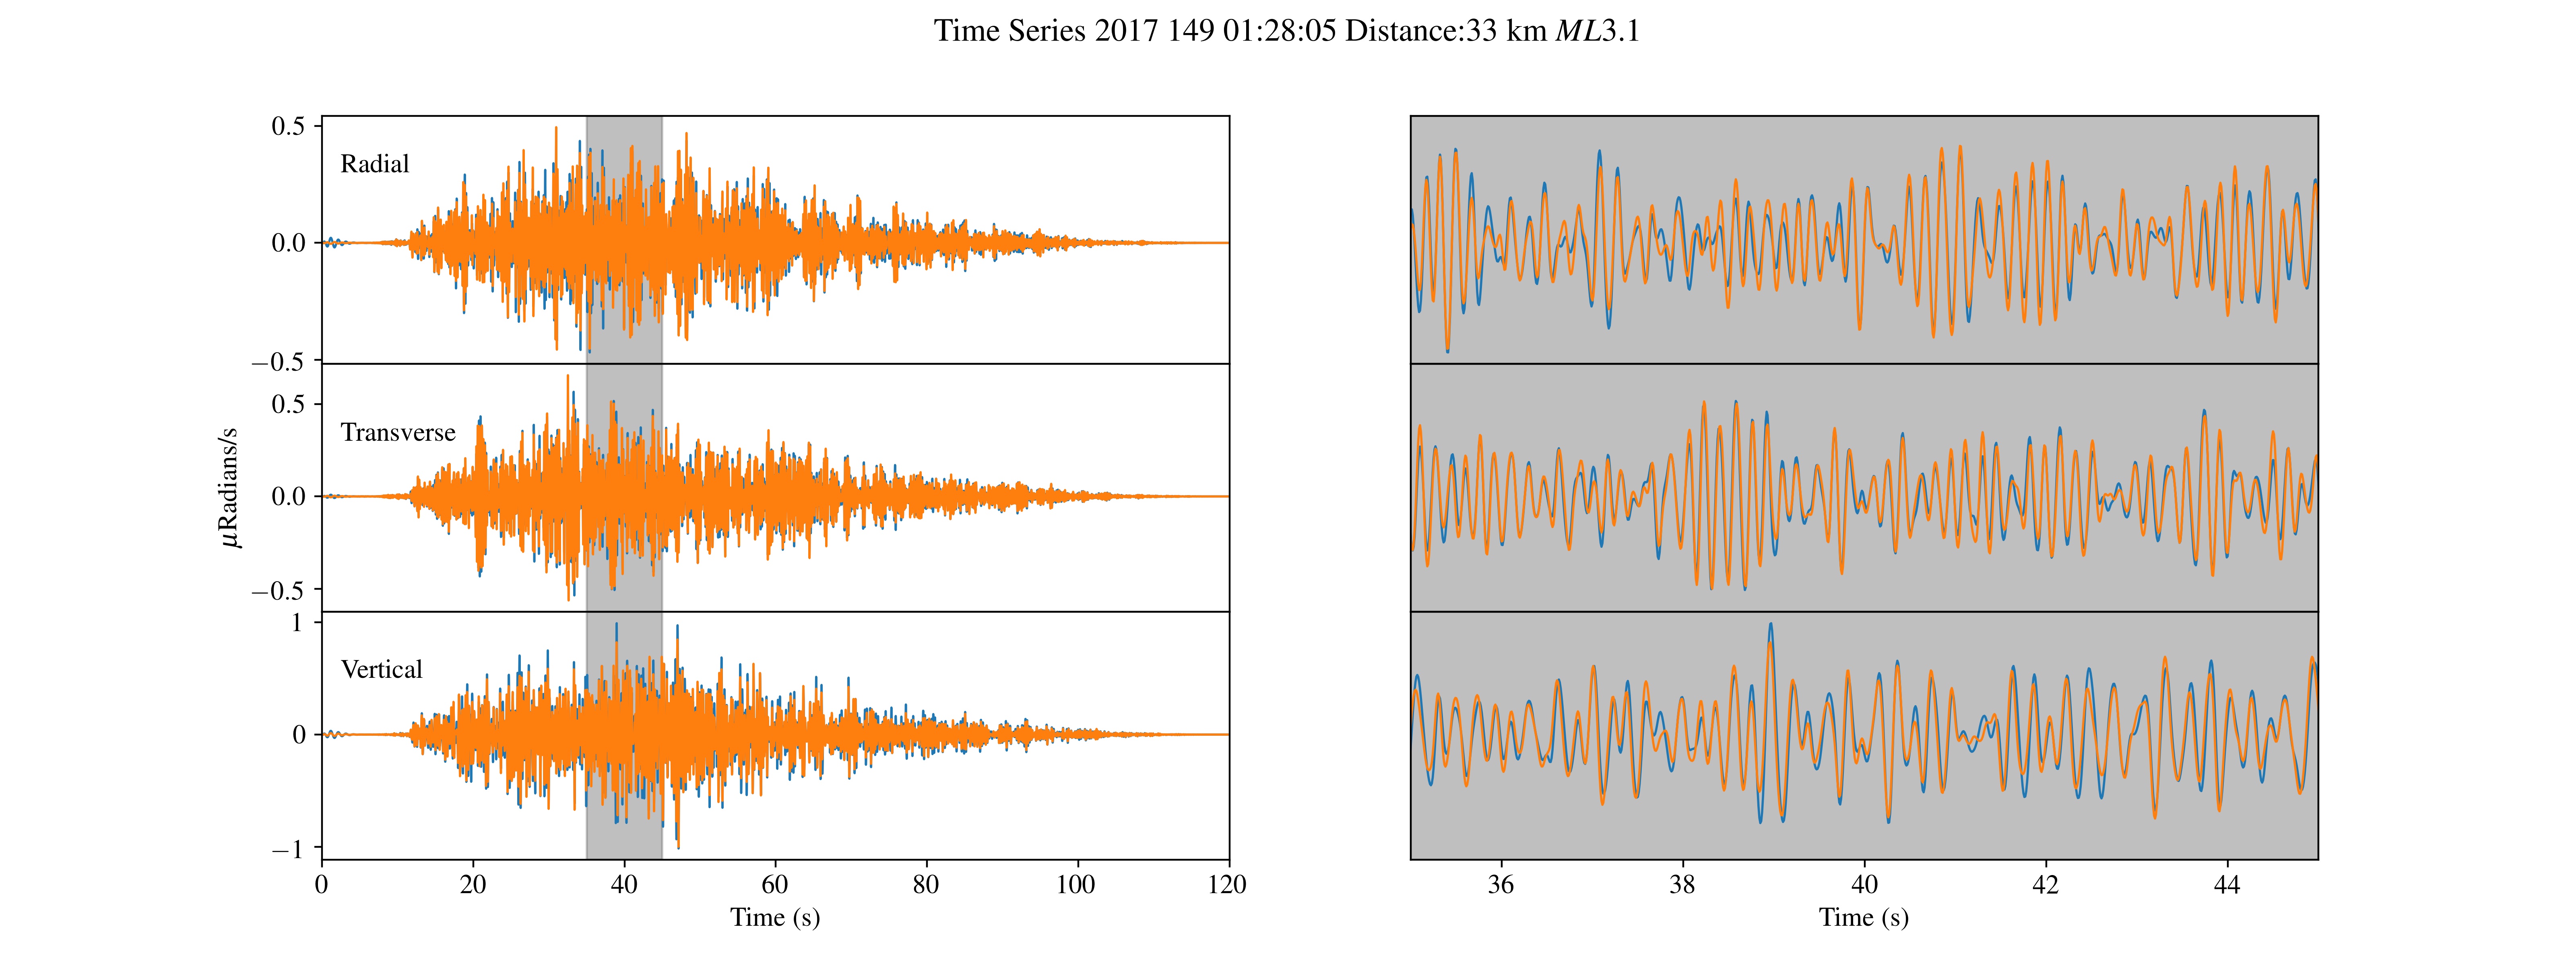 Time Series 2017 149 01:28:05 Distance:33 km ML3.1
0.5
Radial
0.0
−0.5
0.5
Transverse
0.0
−0.5
μRadians/s
1
Vertical
0
−1
0 20 40 60 80 100 120
Time (s)
36 38 40 42 44
Time (s)